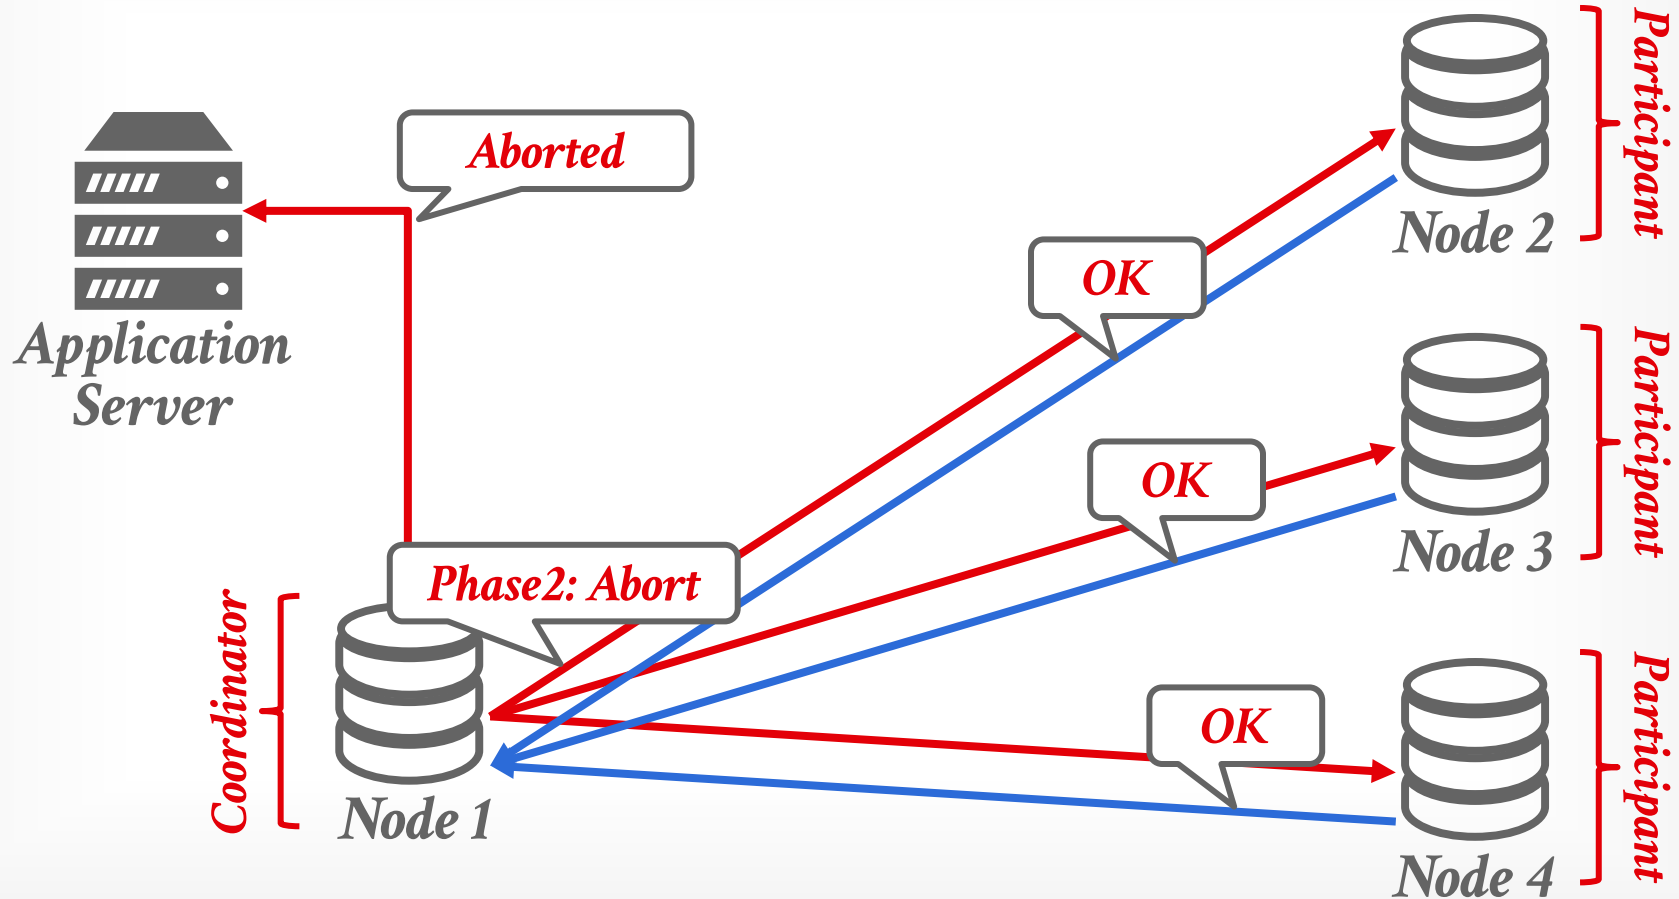 Application
Server
Aborted
Phase2: Abort
Coordinator
Node 1
OK
Node 2
Participant
OK
Node 3
Participant
OK
Node 4
Participant